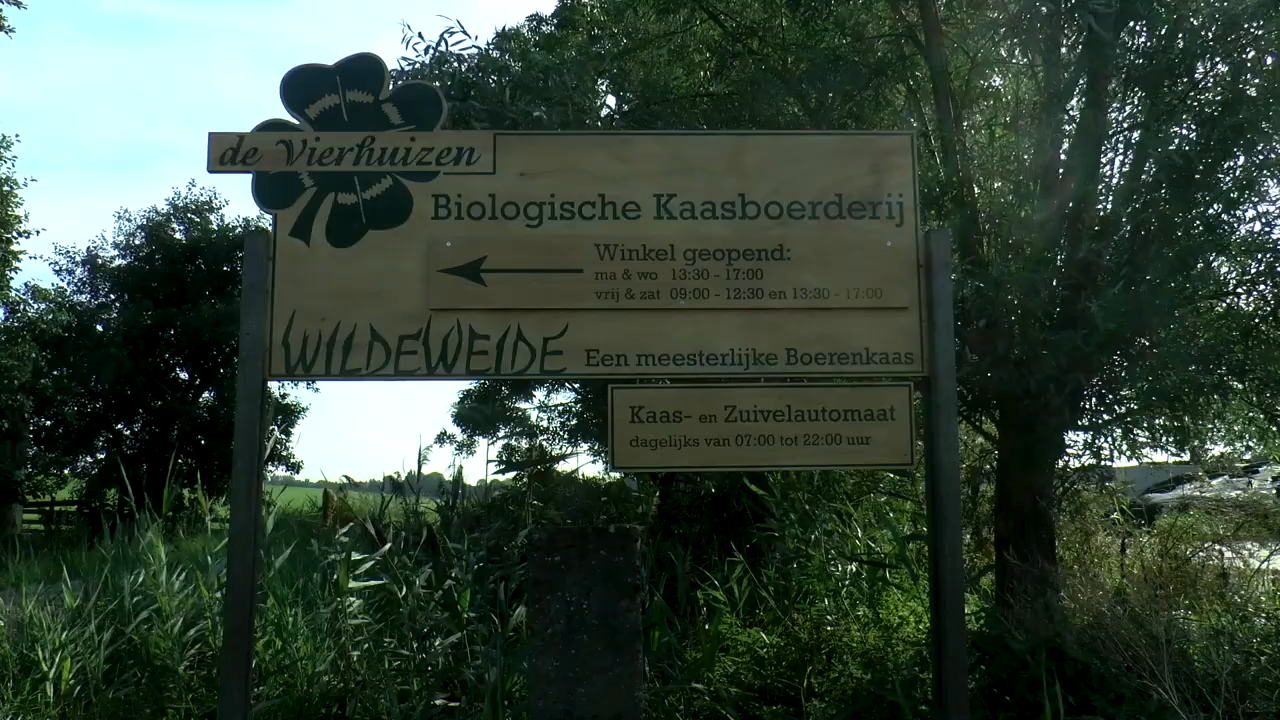 de Vierhuizen
Biologische Kaasboerderij
Winkel geopend:
ma & wo 13:30 - 17:00
vrij & zat 09:00 - 12:30 en 13:30 - 17:00
WILDEWEIDE Een meesterlijke Boerenkaas
Kaas- en Zuivelautomaat
dagelijks van 07:00 tot 22:00 uur